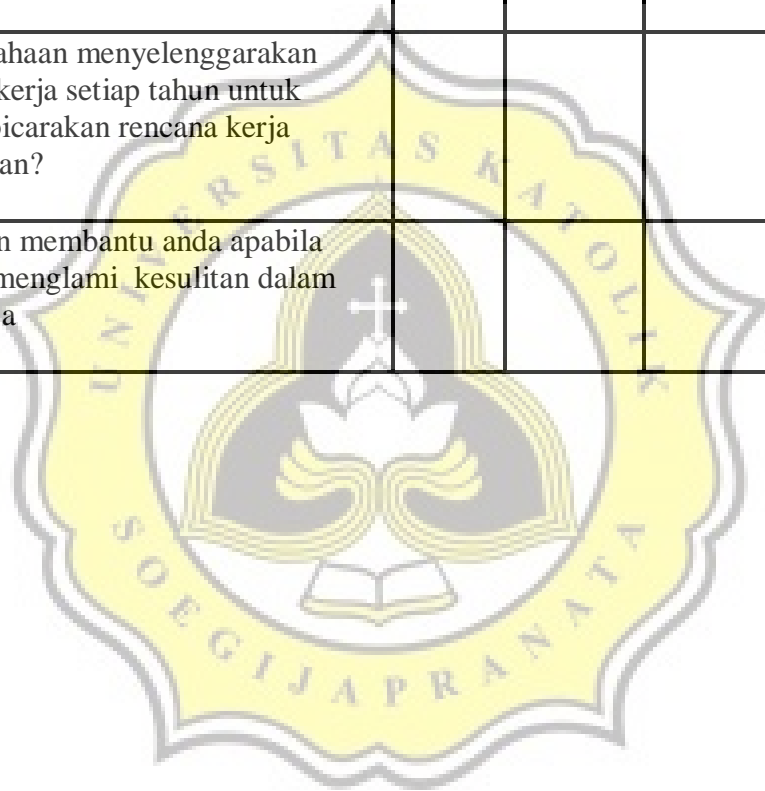 ahaan menyelenggarakan
kerja setiap tahun untuk
bicarakan rencana kerja
an?
n membantu anda apabila
menglami kesulitan dalam
a
UNIVERSITAS KATOLIK
SOEGIJAPRANATA